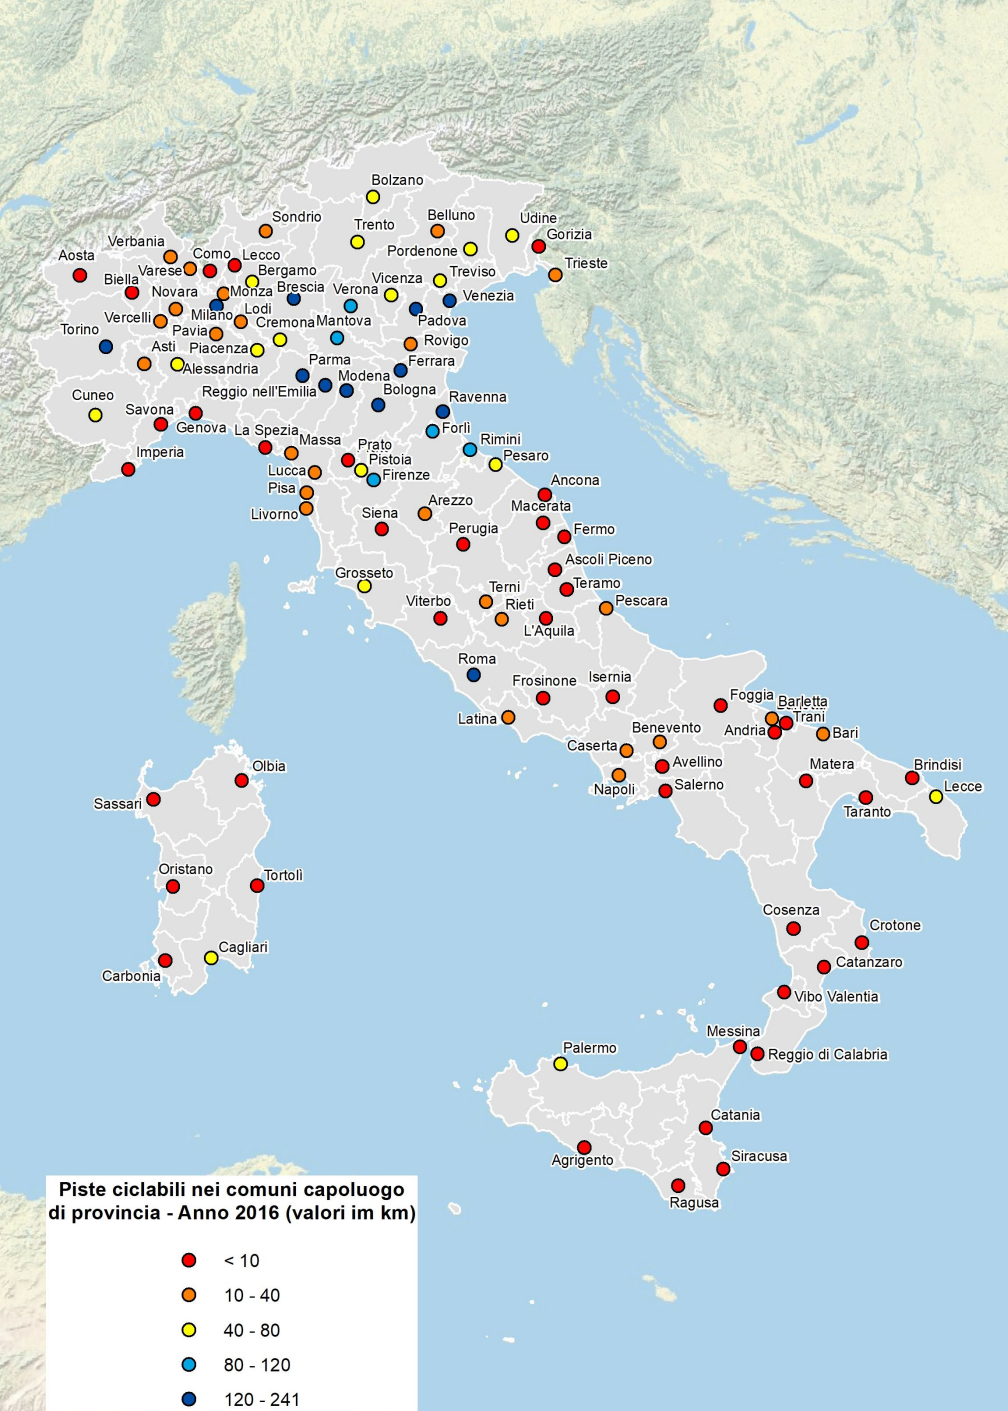 Bolzano
Sondrio
Belluno
Udine
Trento
Gorizia
Verbania
Pordenone
Como
Lecco
Aosta
Varese
Bergamo
Trieste
Biella
Vicenza
Treviso
Novara
Monza
Brescia
Verona
Venezia
Milano
Lodi
Vercelli
Cremona
Mantova
Padova
Torino
Pavia
Asti
Piacenza
Rovigo
Alessandria
Parma
Ferrara
Modena
Reggio nell'Emilia
Bologna
Cuneo
Ravenna
Savona
Genova
La Spezia
Forlì
Imperia
Massa
Prato
Rimini
Pistoia
Pesaro
Lucca
Firenze
Ancona
Pisa
Arezzo
Macerata
Livorno
Siena
Perugia
Fermo
Ascoli Piceno
Grosseto
Terni
Teramo
Viterbo
Rieti
Pescara
L'Aquila
Roma
Isernia
Frosinone
Foggia
Barletta
Latina
Trani
Benevento
Andria
Bari
Caserta
Avellino
Matera
Brindisi
Olbia
Napoli
Salerno
Lecce
Sassari
Taranto
Oristano
Tortolì
Cosenza
Crotone
Cagliari
Catanzaro
Carbonia
Vibo Valentia
Messina
Palermo
Reggio di Calabria
Catania
Agrigento
Siracusa
Ragusa
Piste ciclabili nei comuni capoluogo
di provincia - Anno 2016 (valori im km)
< 10
10 - 40
40 - 80
80 - 120
120 - 241